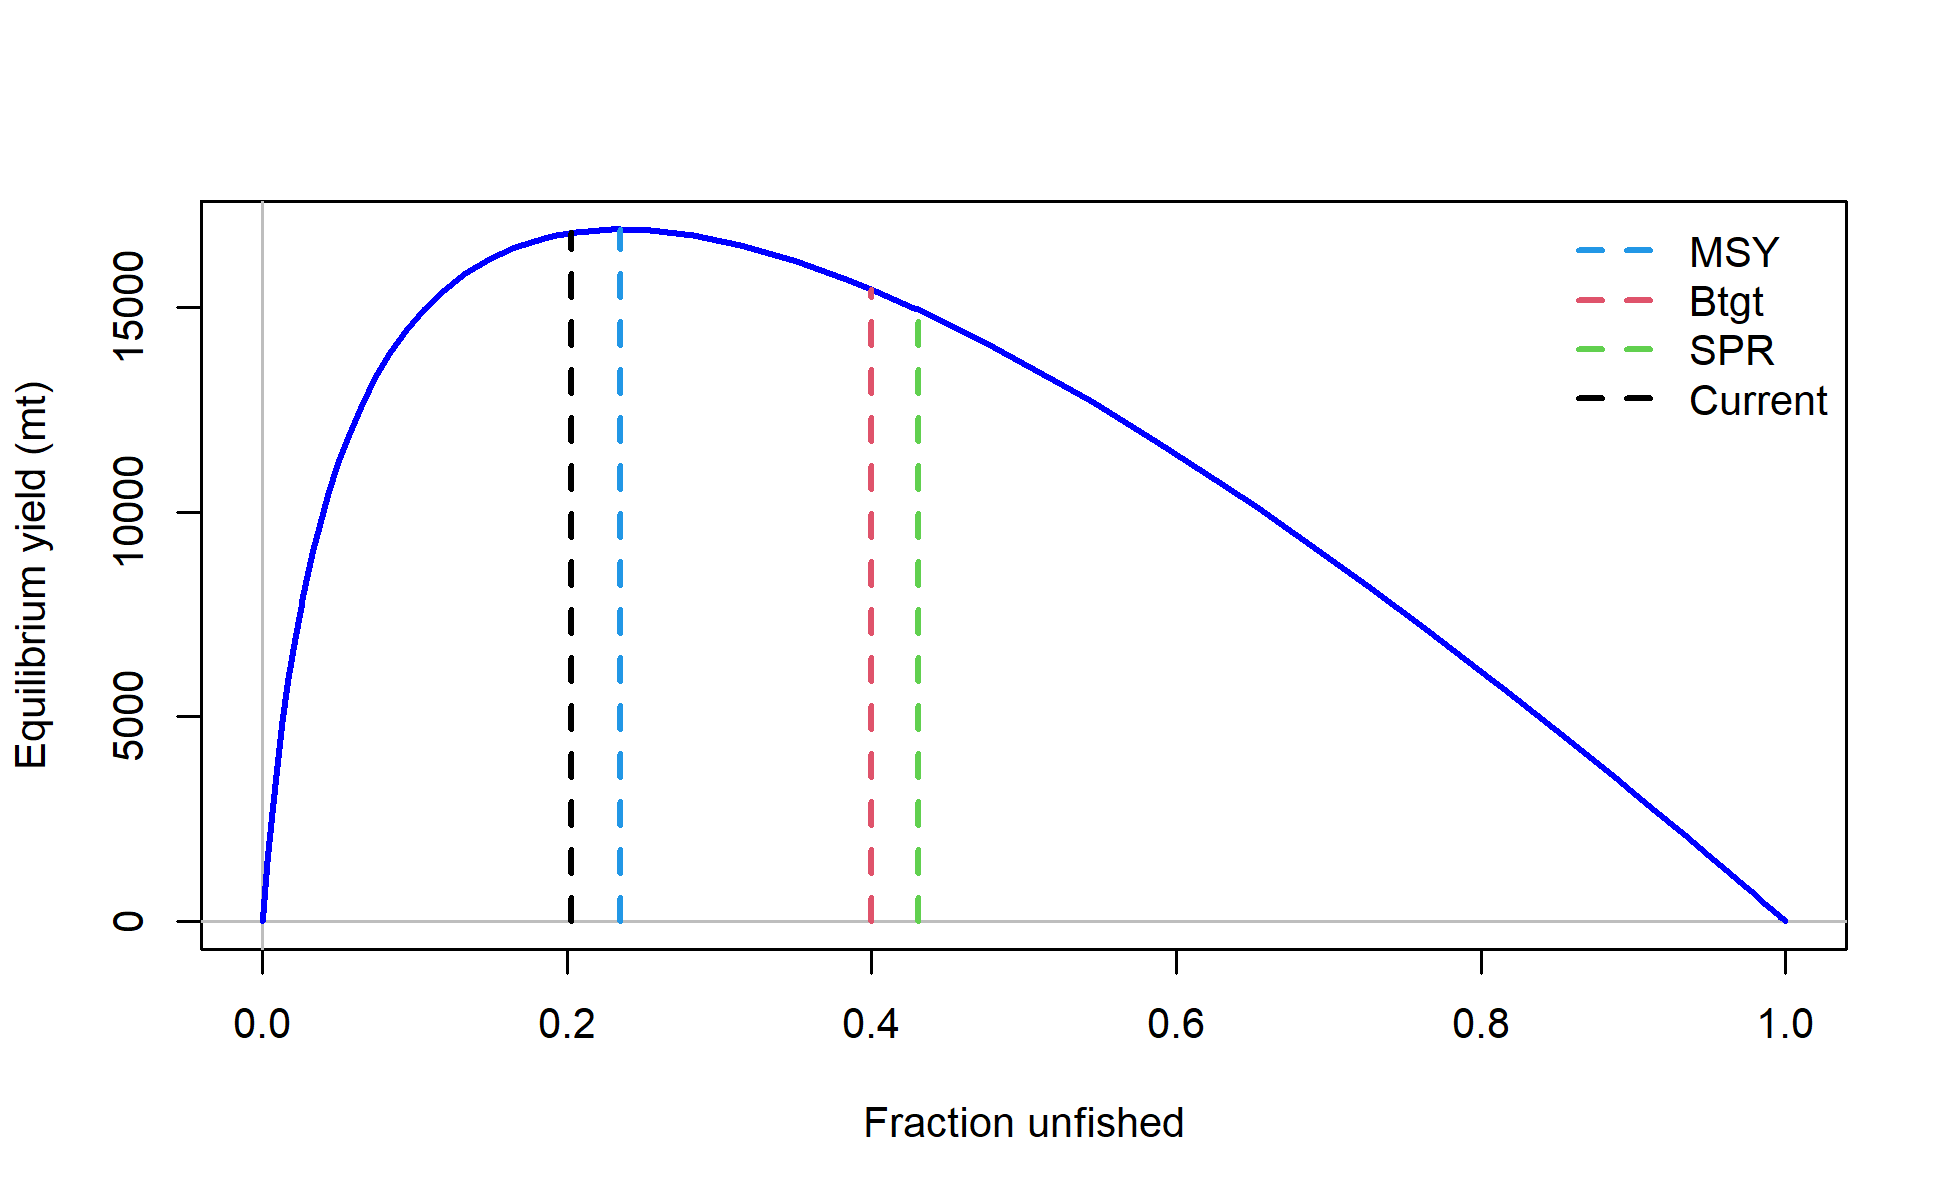 MSY
Btgt
SPR
Current
Equilibrium yield (mt)
15000
10000
5000
0
0.0 0.2 0.4 0.6 0.8 1.0
Fraction unfished